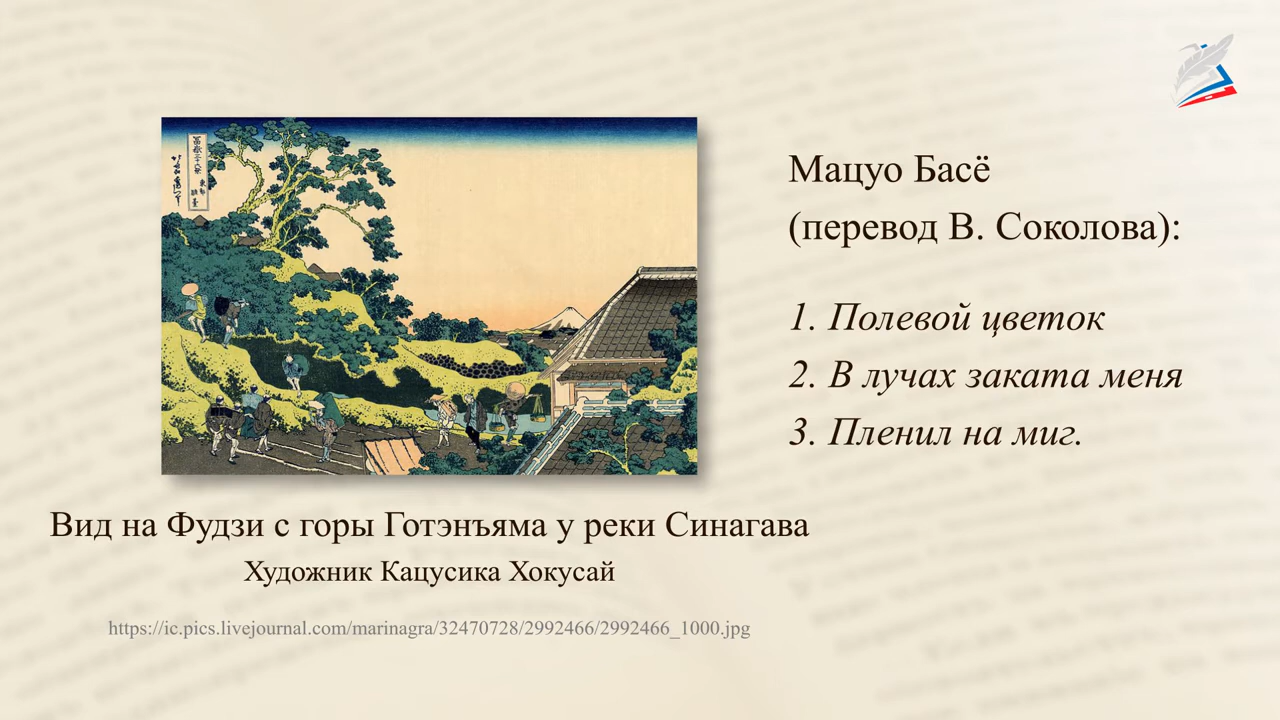 Мацуо Басё
(перевод В. Соколова):
1. Полевой цветок
2. В лучах заката меня
3. Пленил на миг.
Вид на Фудзи с горы Готэнъяма у реки Синагава
Художник Кацусика Хокусай
https://ic.pics.livejournal.com/marinagra/32470728/2992466/2992466_1000.jpg